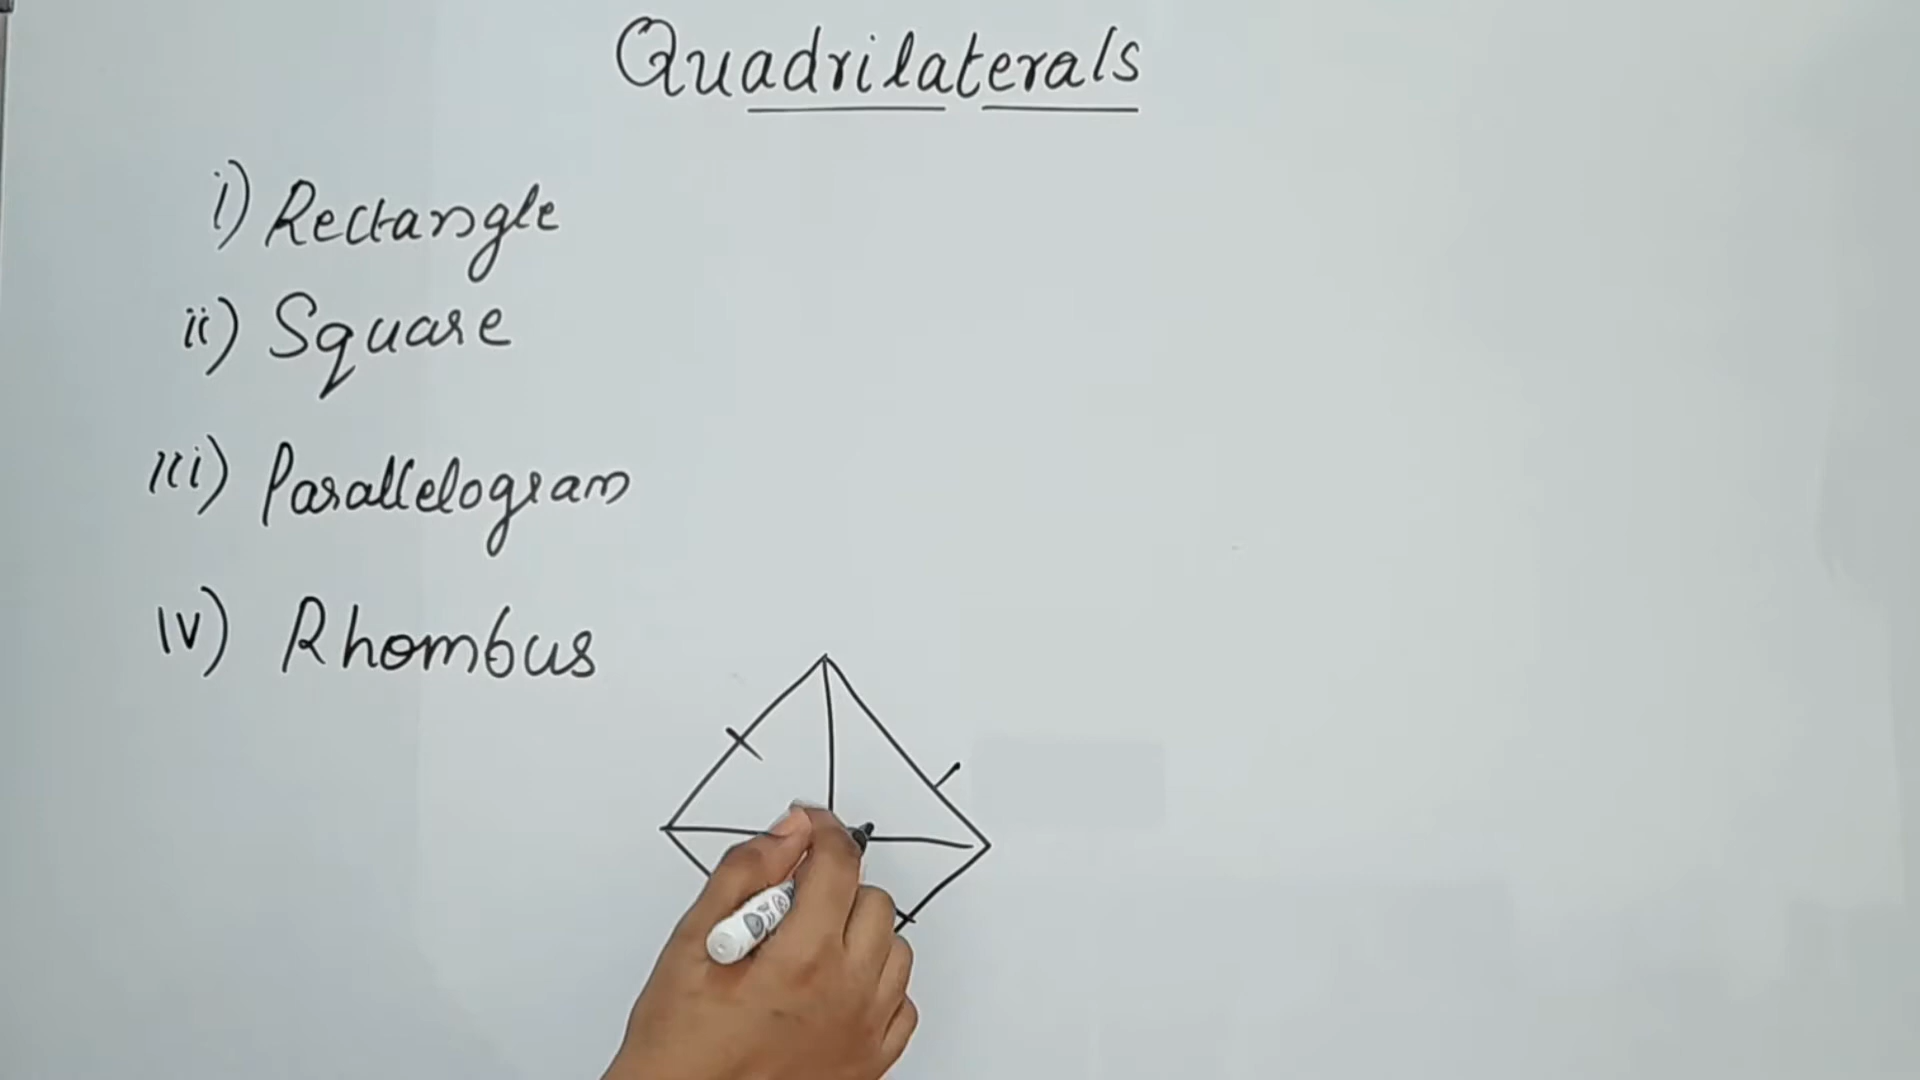 Quadrilaterals
i) Rectangle
ii) Square
iii) Parallelogram
iv) Rhombus